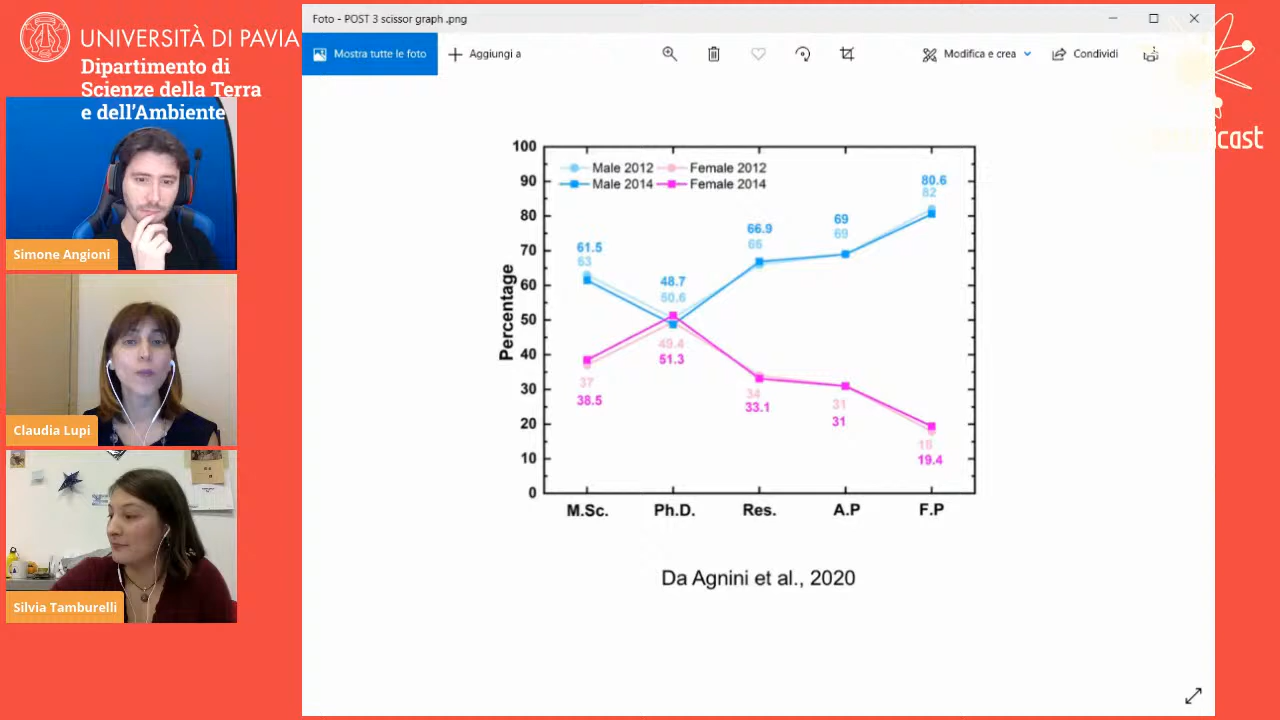 UNIVERSITÀ DI PAVIA
Dipartimento di
Scienze della Terra
e dell'Ambiente
Simone Angioni
Claudia Lupi
Silvia Tamburelli
Foto - POST 3 scissor graph .png
Mostra tutte le foto
Aggiungi a
Modifica e crea
Condividi
Percentage
100
90
80
70
60
50
40
30
20
10
0
Male 2012 Female 2012
Male 2014 Female 2014
61.5
63
48.7
50.6
66.9
66
69
69
80.6
82
37
38.5
49.4
51.3
34
33.1
31
31
18
19.4
M.Sc. Ph.D. Res. A.P F.P
Da Agnini et al., 2020